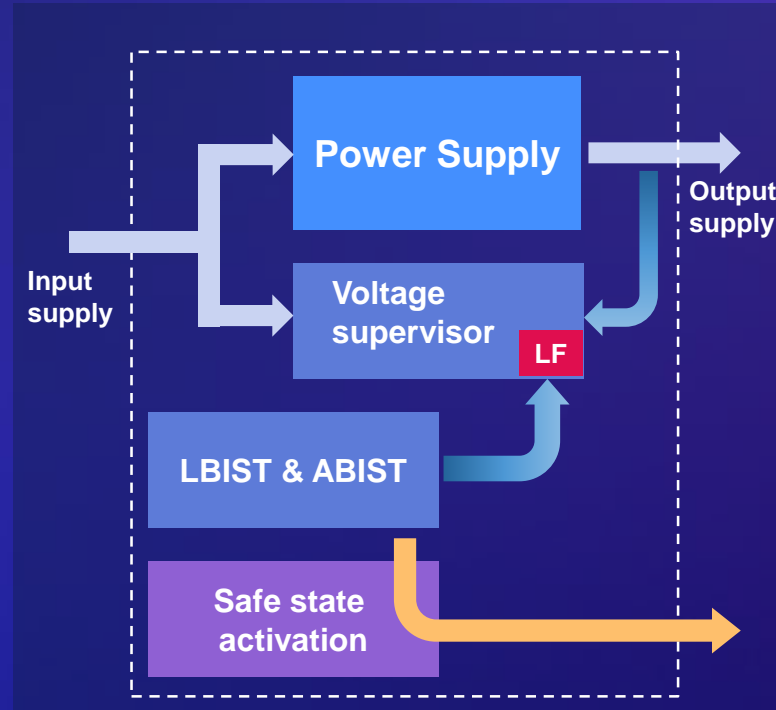 Power Supply
Output
supply
Input
supply
Voltage
supervisor
LF
LBIST & ABIST
Safe state
activation